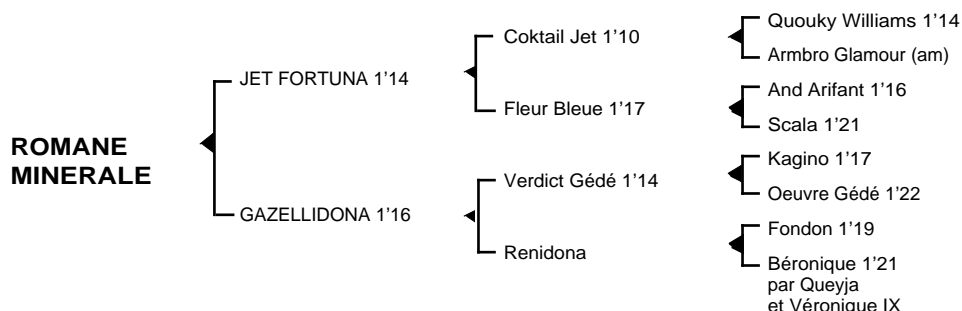 ROMANE
MINERALE
JET FORTUNA 1’14
GAZELLIDONA 1’16
Coktail Jet 1’10
Fleur Bleue 1’17
Verdict Gédé 1’14
Renidona
Quouky Williams 1’14
Armbro Glamour (am)
And Arifant 1’16
Scala 1’21
Kagino 1’17
Oeuvre Gédé 1’22
Fondon 1’19
Béronique 1’21
par Queyja
et Véronique IX